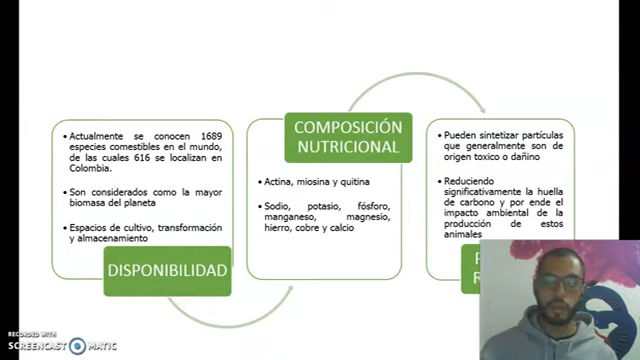 • Actualmente se conocen 1689
especies comestibles en el mundo,
de las cuales 616 se localizan en
Colombia.
• Son considerados como la mayor
biomasa del planeta
• Espacios de cultivo, transformación
y almacenamiento
DISPONIBILIDAD
COMPOSICIÓN
NUTRICIONAL
• Actina, miosina y quitina
• Sodio, potasio, fósforo,
manganeso, magnesio,
hierro, cobre y calcio
• Pueden sintetizar partículas
que generalmente son de
origen toxico o dañino
• Reduciendo
significativamente la huella
de carbono y por ende el
impacto ambiental de la
producción de estos
animales
RECORDED WITH
SCREENCAST MATIC